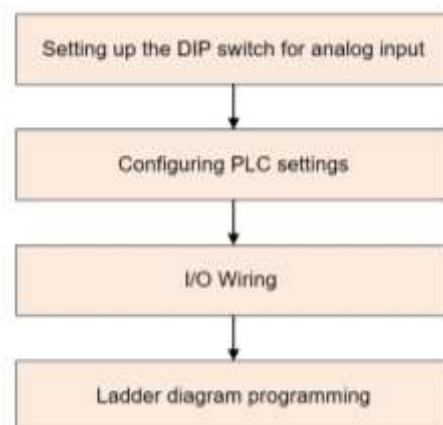 Setting up the DIP switch for analog input
Configuring PLC settings
I/O Wiring
Ladder diagram programming